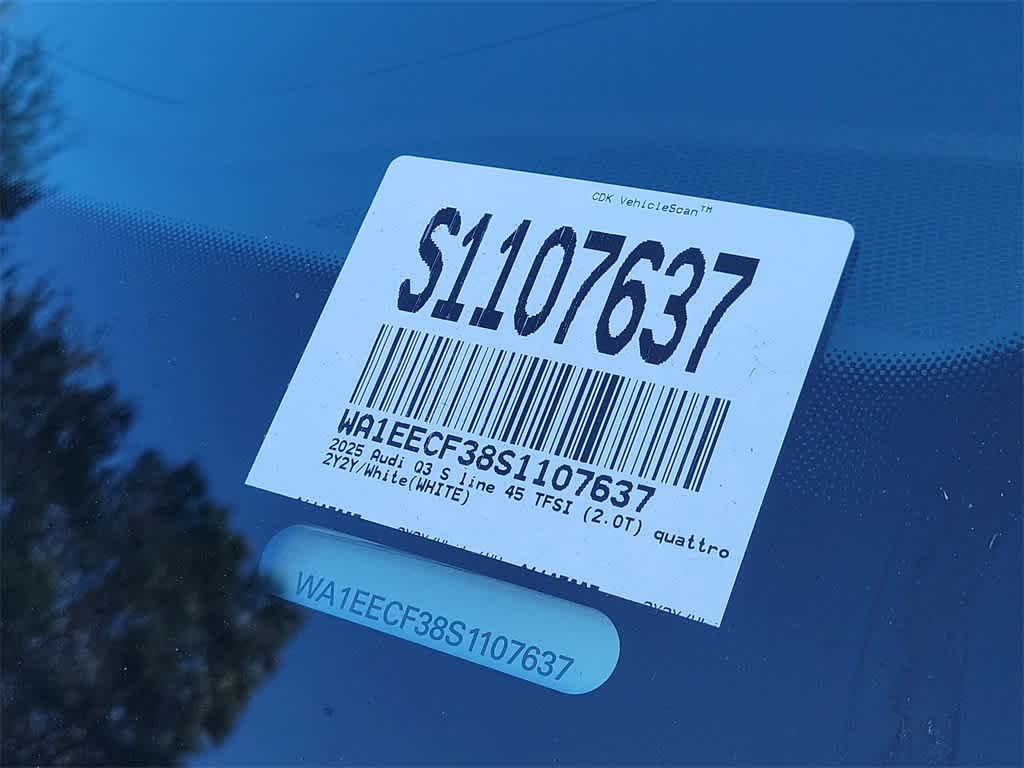 CDK VehicleScan™
S1107637
WA1EECF38S1107637
2025 Audi Q3 S line 45 TFSI (2.0T) quattro
2Y2Y/White(WHITE)
WA1EECF38S1107637